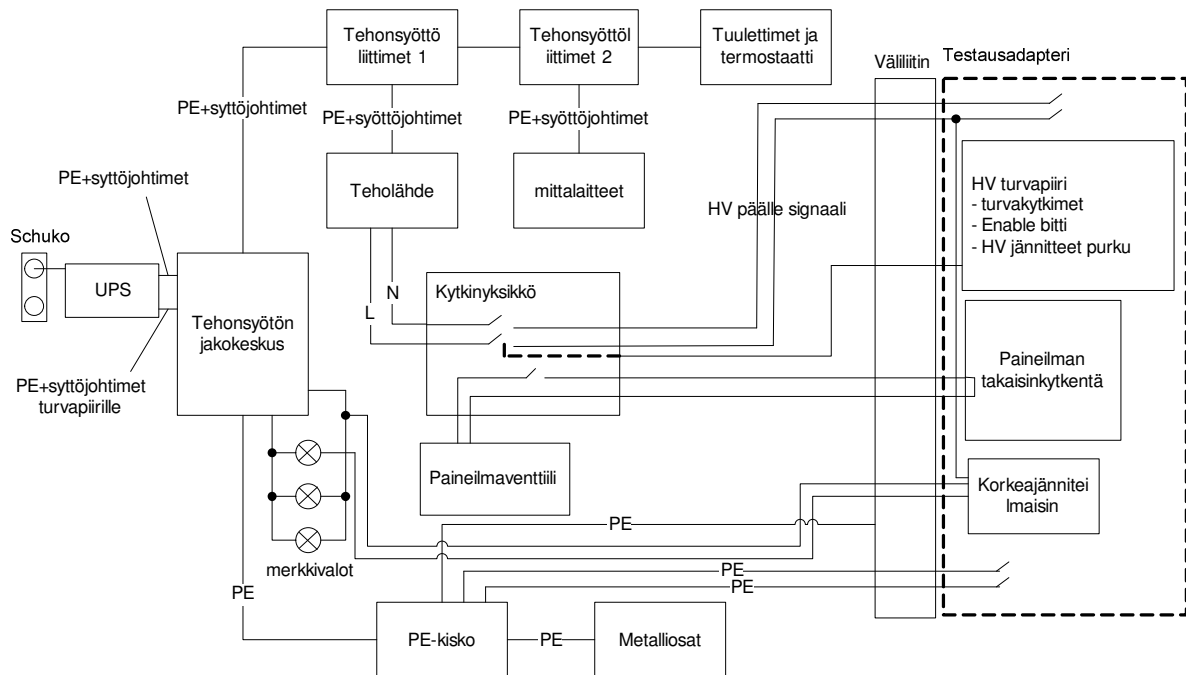 Tehonsyöttö
liittimet 1
Tehonsyöttöl
iittimet 2
Tuulettimet ja
termostaatti
Väliliitin
Testausadapteri
PE+syttöjohtimet
PE+syöttöjohtimet
PE+syöttöjohtimet
PE+syttöjohtimet
Teholähde
mittalaitteet
HV turvapiiri
- turvakytkimet
- Enable bitti
- HV jännitteet purku
HV päälle signaali
Schuko
UPS
N
L
Kytkinyksikkö
Tehonsyötön
jakokeskus
PE+syttöjohtimet
turvapiirille
Paineilman
takaisinkytkentä
Paineilmaventtiili
Korkeajännitei
lmaisin
PE
merkkivalot
PE
PE
PE
PE-kisko
PE
Metalliosat